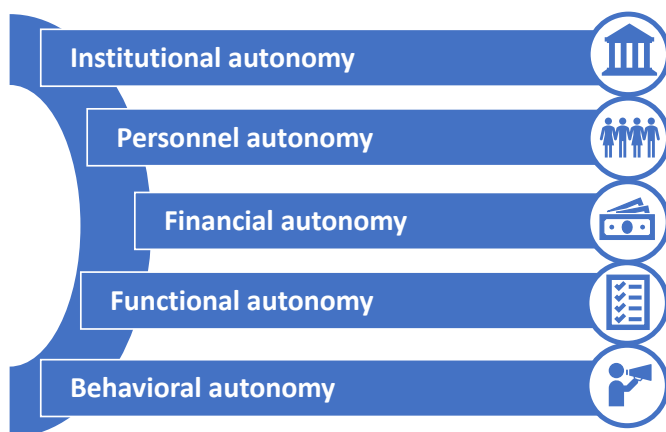 Institutional autonomy
Personnel autonomy
Financial autonomy
Functional autonomy
Behavioral autonomy